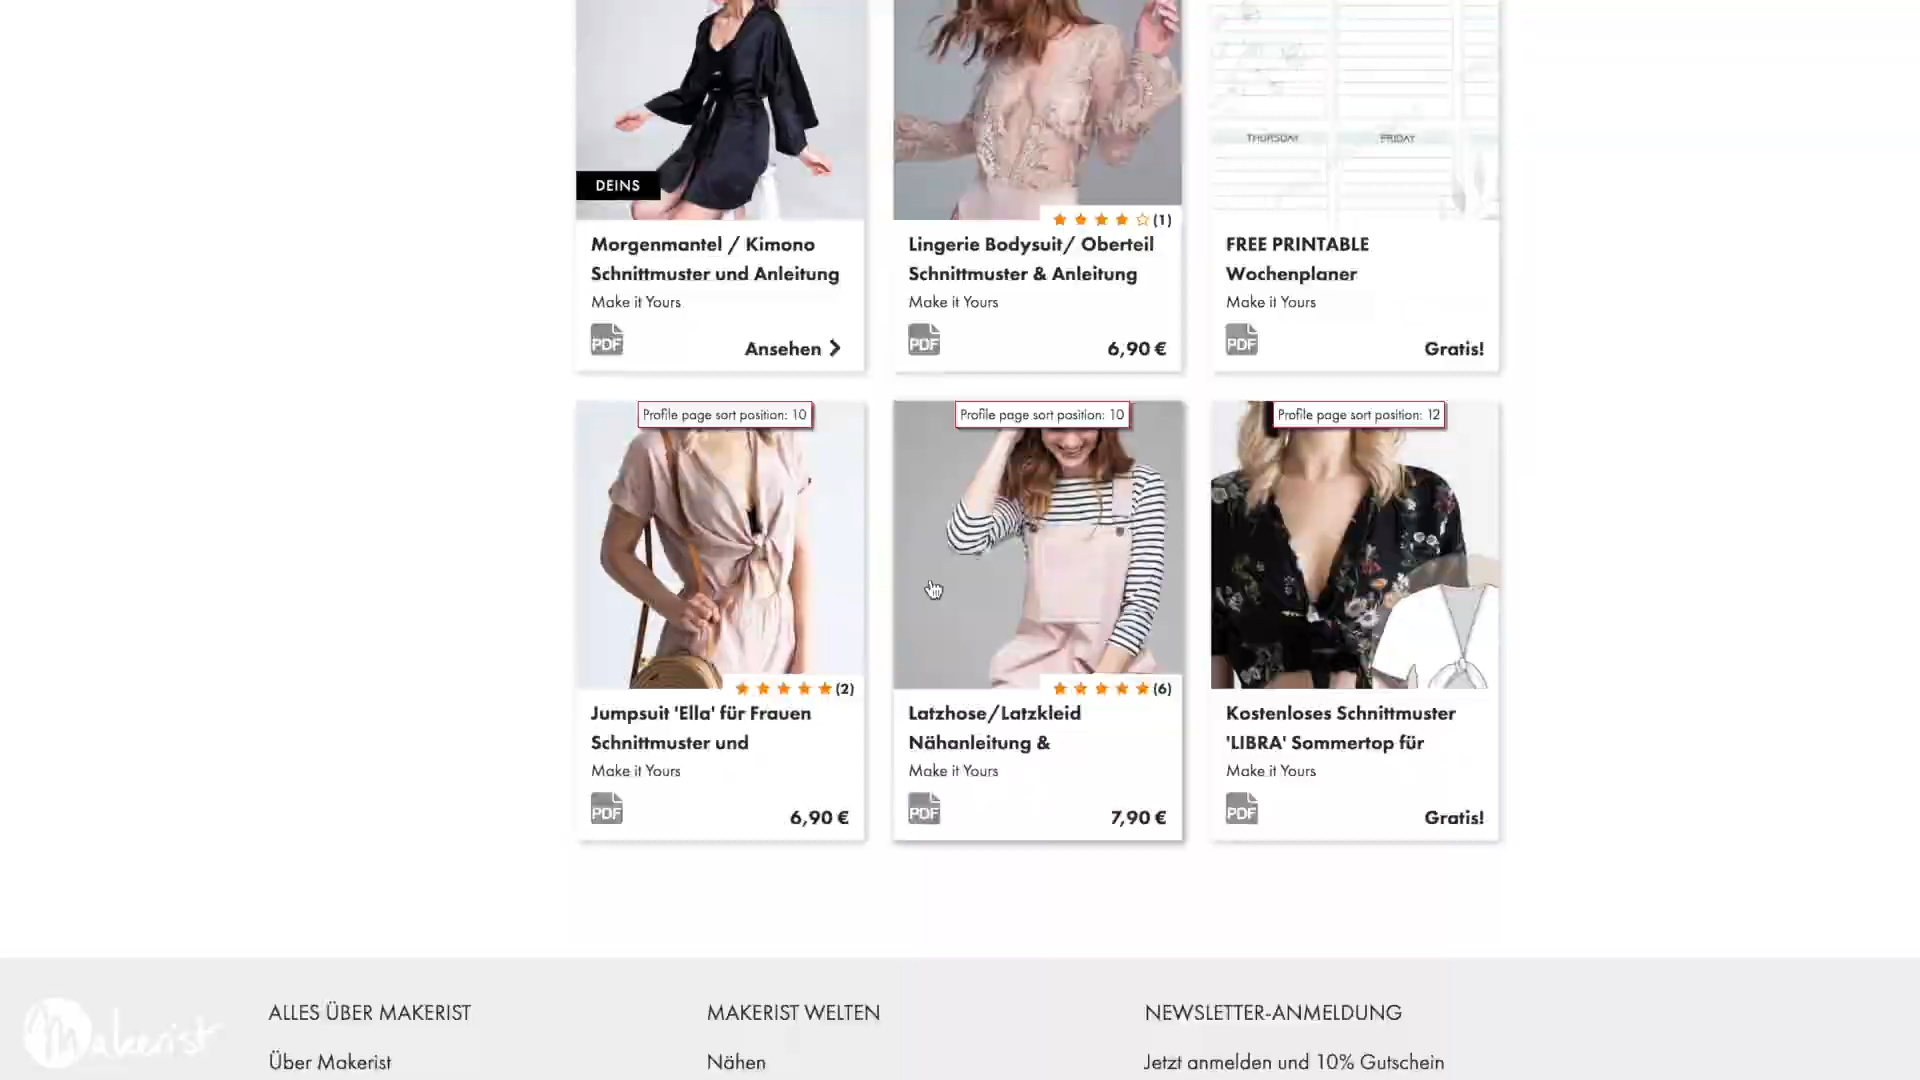 THURSDAY
FRIDAY
DEINS
(1)
Morgenmantel / Kimono
Schnittmuster und Anleitung
Make it Yours
PDF
Ansehen
Lingerie Bodysuit/ Oberteil
Schnittmuster & Anleitung
Make it Yours
PDF
6,90 €
FREE PRINTABLE
Wochenplaner
Make it Yours
PDF
Gratis!
Profile page sort position: 10
Profile page sort position: 10
Profile page sort position: 12
(2)
Jumpsuit 'Ella' für Frauen
Schnittmuster und
Make it Yours
PDF
6,90 €
(6)
Latzhose/Latzkleid
Nähanleitung &
Make it Yours
PDF
7,90 €
Kostenloses Schnittmuster
'LIBRA' Sommertop für
Make it Yours
PDF
Gratis!
Makerist
ALLES ÜBER MAKERIST
Über Makerist
MAKERIST WELTEN
Nähen
NEWSLETTER-ANMELDUNG
Jetzt anmelden und 10% Gutschein